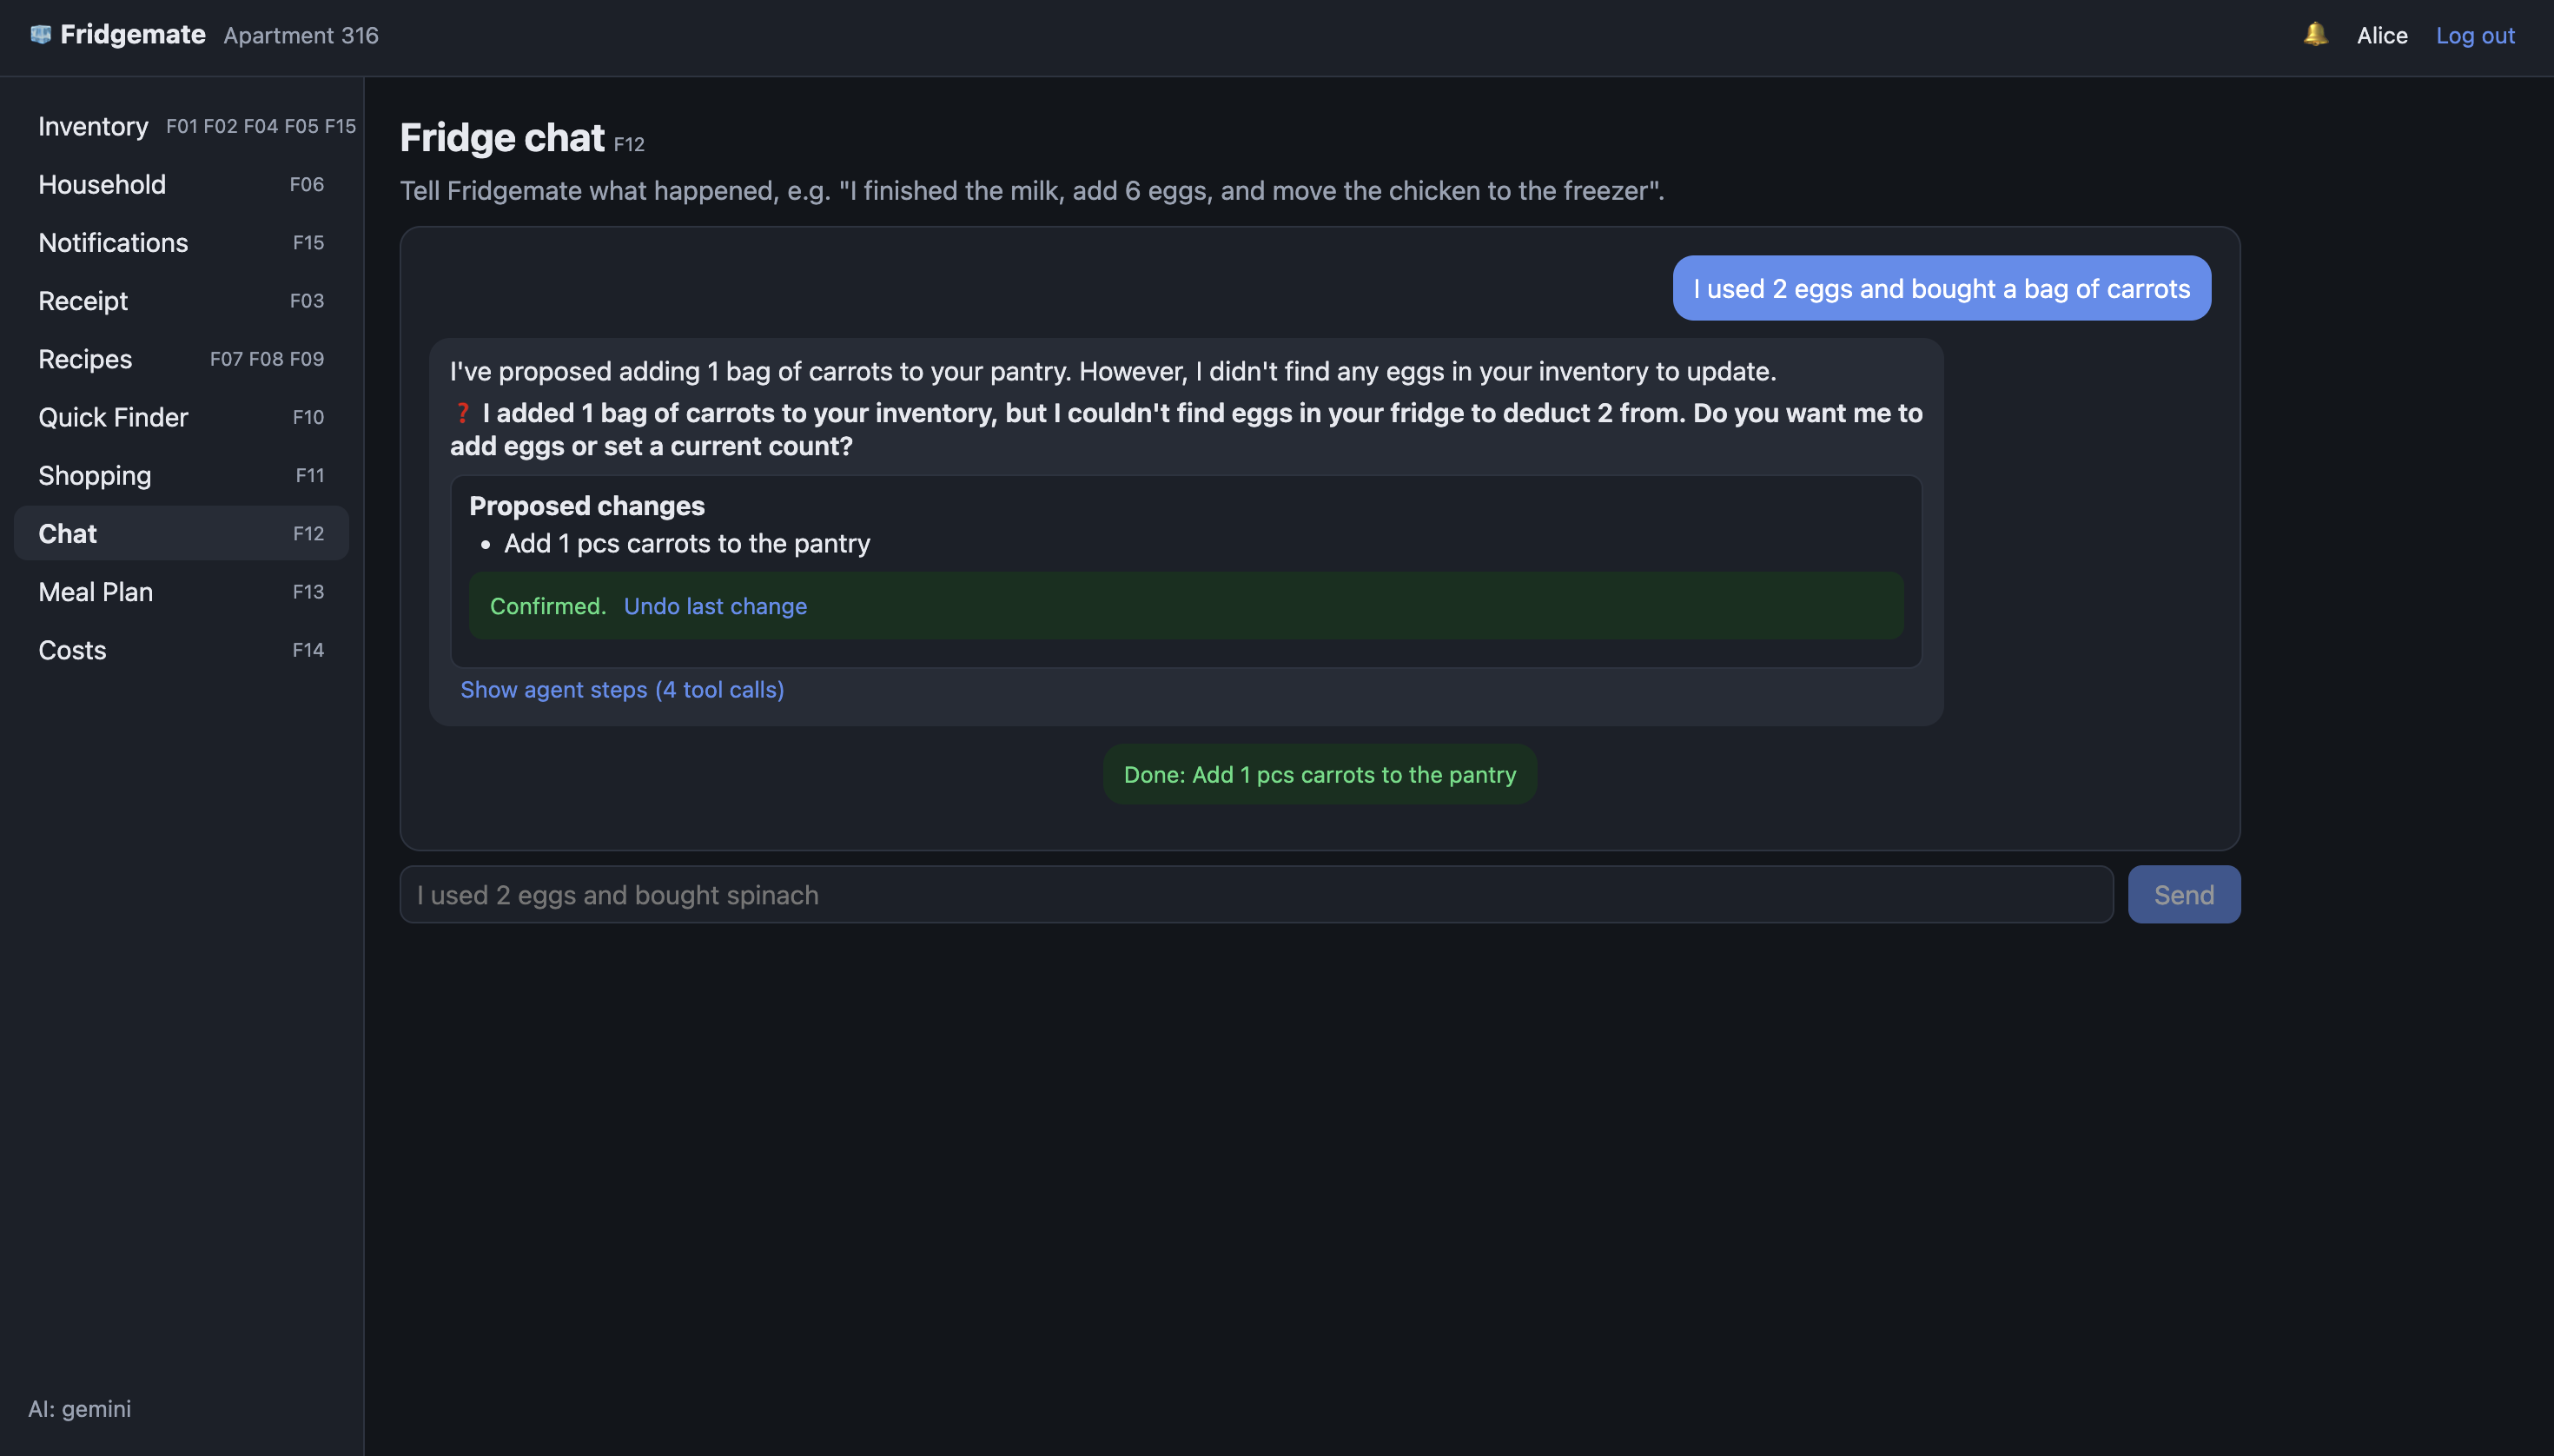 Fridgemate Apartment 316
🔔 Alice Log out
Inventory F01 F02 F04 F05 F15
Household F06
Notifications F15
Receipt F03
Recipes F07 F08 F09
Quick Finder F10
Shopping F11
Chat F12
Meal Plan F13
Costs F14
AI: gemini
Fridge chat F12
Tell Fridgemate what happened, e.g. "I finished the milk, add 6 eggs, and move the chicken to the freezer".
I used 2 eggs and bought a bag of carrots
I've proposed adding 1 bag of carrots to your pantry. However, I didn't find any eggs in your inventory to update.
❓ I added 1 bag of carrots to your inventory, but I couldn't find eggs in your fridge to deduct 2 from. Do you want me to
add eggs or set a current count?
Proposed changes
• Add 1 pcs carrots to the pantry
Confirmed. Undo last change
Show agent steps (4 tool calls)
Done: Add 1 pcs carrots to the pantry
I used 2 eggs and bought spinach
Send